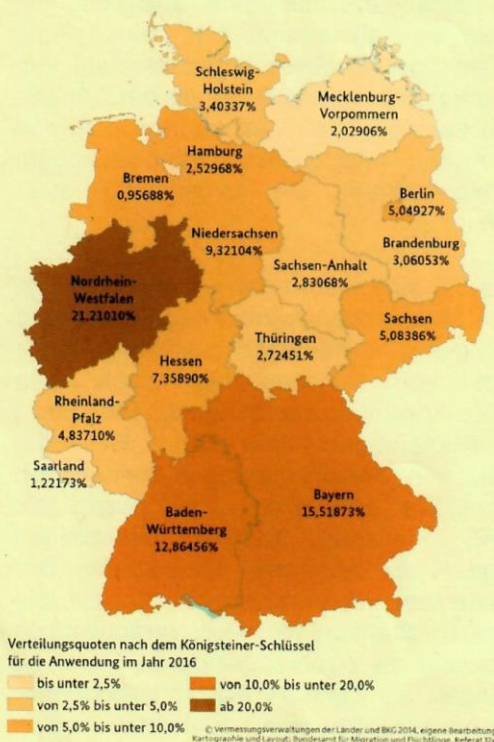 Schleswig-
Holstein
3,40337%
Mecklenburg-
Vorpommern
2,02906%
Hamburg
2,52968%
Bremen
0,95688%
Berlin
5,04927%
Niedersachsen
9,32104%
Brandenburg
3,06053%
Sachsen-Anhalt
2,83068%
Nordrhein-
Westfalen
21,21010%
Sachsen
5,08386%
Thüringen
2,72451%
Hessen
7,35890%
Rheinland-
Pfalz
4,83710%
Saarland
1,22173%
Bayern
15,51873%
Baden-
Württemberg
12,86456%
Verteilungsquoten nach dem Königsteiner-Schlüssel
für die Anwendung im Jahr 2016
bis unter 2,5%
von 2,5% bis unter 5,0%
von 5,0% bis unter 10,0%
von 10,0% bis unter 20,0%
ab 20,0%
© Vermessungsverwaltungen der Länder und BKG 2014, eigene Bearbeitung
Kartographie und Layout: Bundesamt für Migration und Flüchtlinge, Referat